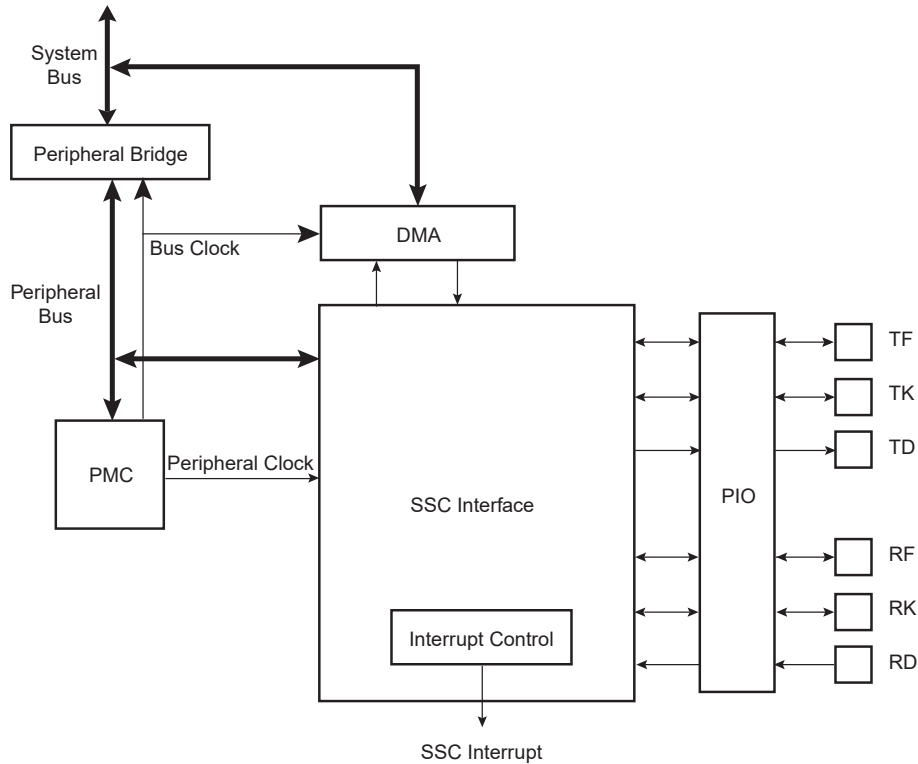 System
Bus
Peripheral Bridge
Bus Clock
DMA
Peripheral
Bus
PMC
Peripheral Clock
SSC Interface
Interrupt Control
SSC Interrupt
PIO
TF
TK
TD
RF
RK
RD